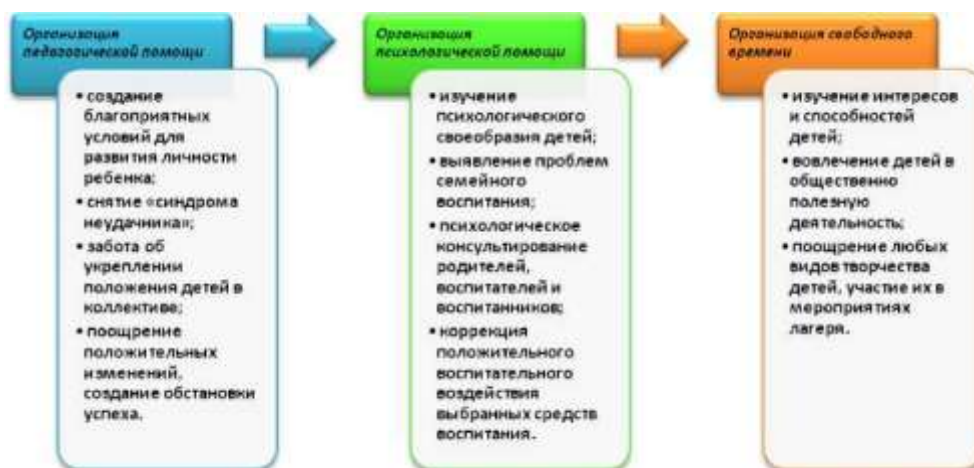 Организация
педагогической помощи
• создание
благоприятных
условий для
развития личности
ребенка;
• снятие «синдрома
неудачника»;
• забота об
укреплении
положения детей в
коллективе;
• поощрение
положительных
изменений,
создание обстановки
успеха.
Организация
психологической помощи
• изучение
психологического
своеобразия детей;
• выявление проблем
семейного
воспитания;
• психологическое
консультирование
родителей,
воспитателей и
воспитанников;
• коррекция
положительного
воспитательного
воздействия
выбранных средств
воспитания.
Организация свободного
времени
• изучение интересов
и способностей
детей;
• вовлечение детей в
общественно
полезную
деятельность;
• поощрение любых
видов творчества
детей, участие их в
мероприятиях
лагеря.